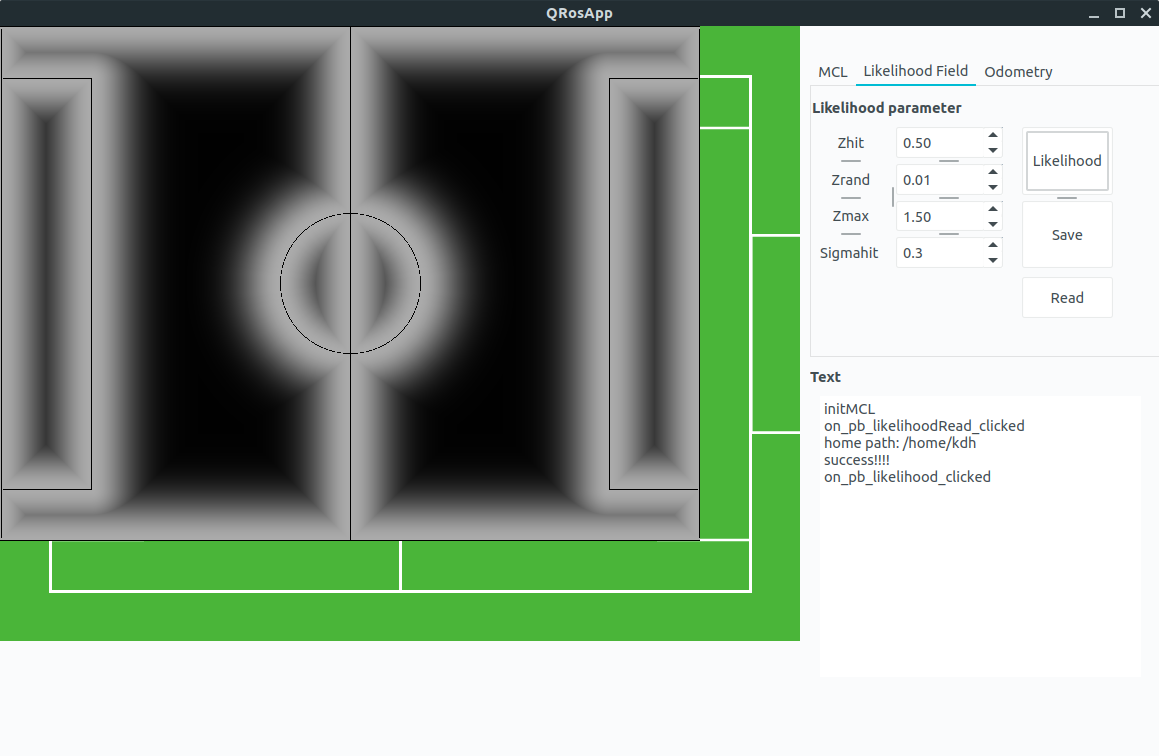 QRosApp
MCL Likelihood Field Odometry
Likelihood parameter
Zhit 0.50
Likelihood
Zrand 0.01
Zmax 1.50
Save
Sigmahit 0.3
Read
Text
initMCL
on_pb_likelihoodRead_clicked
home path: /home/kdh
success!!!!
on_pb_likelihood_clicked